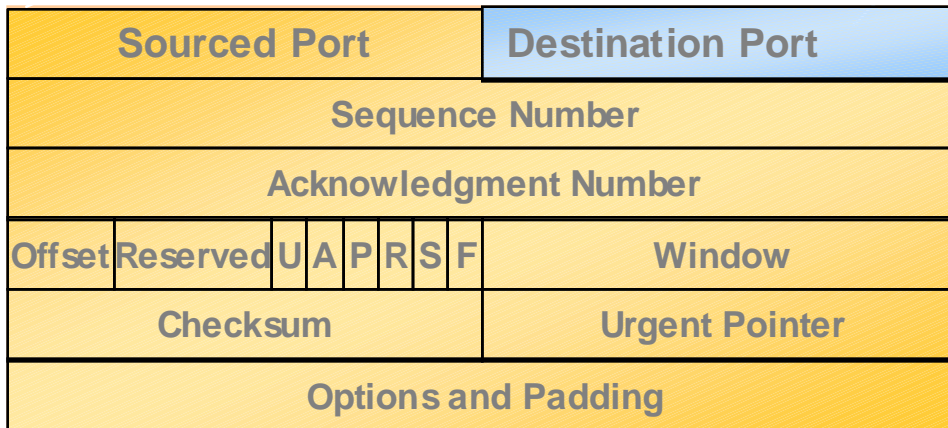 Sourced Port Destination Port
Sequence Number
Acknowledgment Number
Offset Reserved U A P R S F Window
Checksum Urgent Pointer
Options and Padding